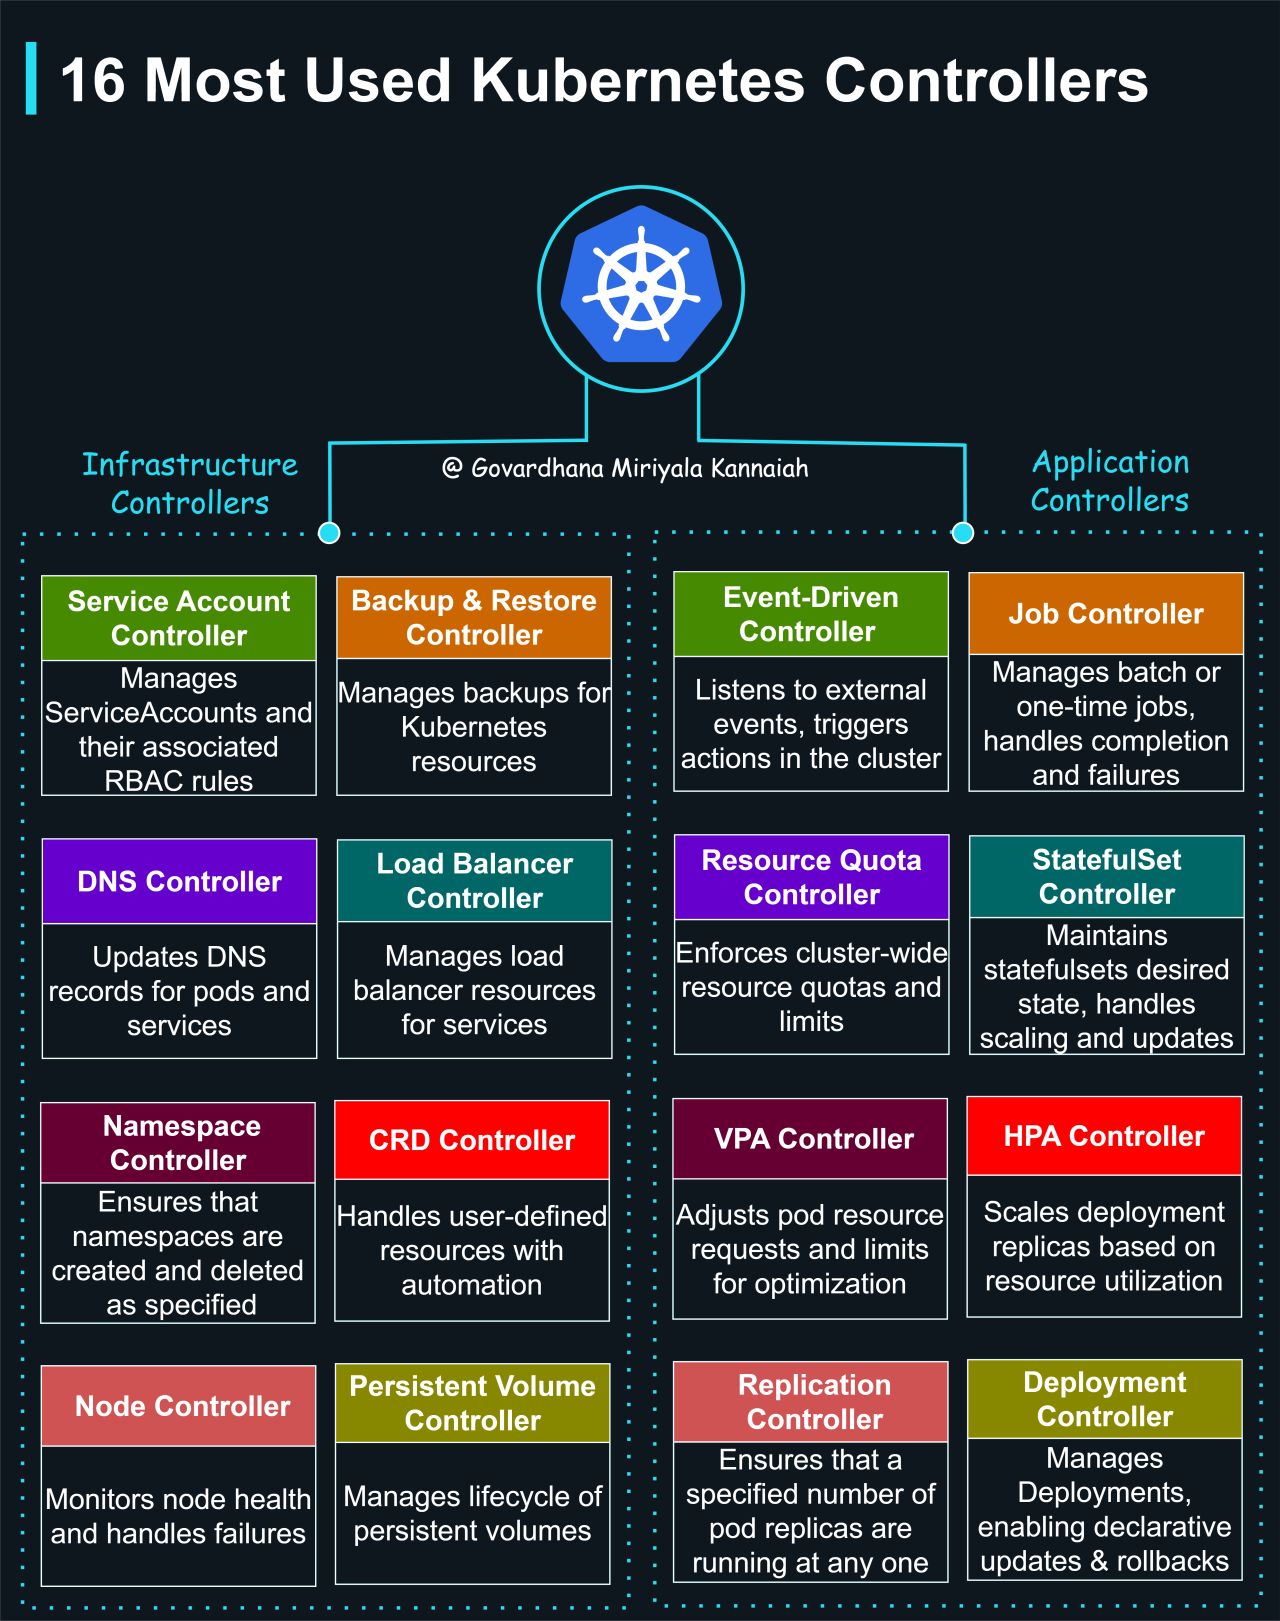 16 Most Used Kubernetes Controllers
Infrastructure
Controllers
@ Govardhana Miriyala Kannaiah
Application
Controllers
Service Account
Controller
Manages
ServiceAccounts and
their associated
RBAC rules
Backup & Restore
Controller
Manages backups for
Kubernetes
resources
DNS Controller
Updates DNS
records for pods and
services
Load Balancer
Controller
Manages load
balancer resources
for services
Namespace
Controller
Ensures that
namespaces are
created and deleted
as specified
CRD Controller
Handles user-defined
resources with
automation
Node Controller
Monitors node health
and handles failures
Persistent Volume
Controller
Manages lifecycle of
persistent volumes
Event-Driven
Controller
Listens to external
events, triggers
actions in the cluster
Job Controller
Manages batch or
one-time jobs,
handles completion
and failures
Resource Quota
Controller
Enforces cluster-wide
resource quotas and
limits
StatefulSet
Controller
Maintains
statefulsets desired
state, handles
scaling and updates
VPA Controller
Adjusts pod resource
requests and limits
for optimization
HPA Controller
Scales deployment
replicas based on
resource utilization
Replication
Controller
Ensures that a
specified number of
pod replicas are
running at any one
Deployment
Controller
Manages
Deployments,
enabling declarative
updates & rollbacks